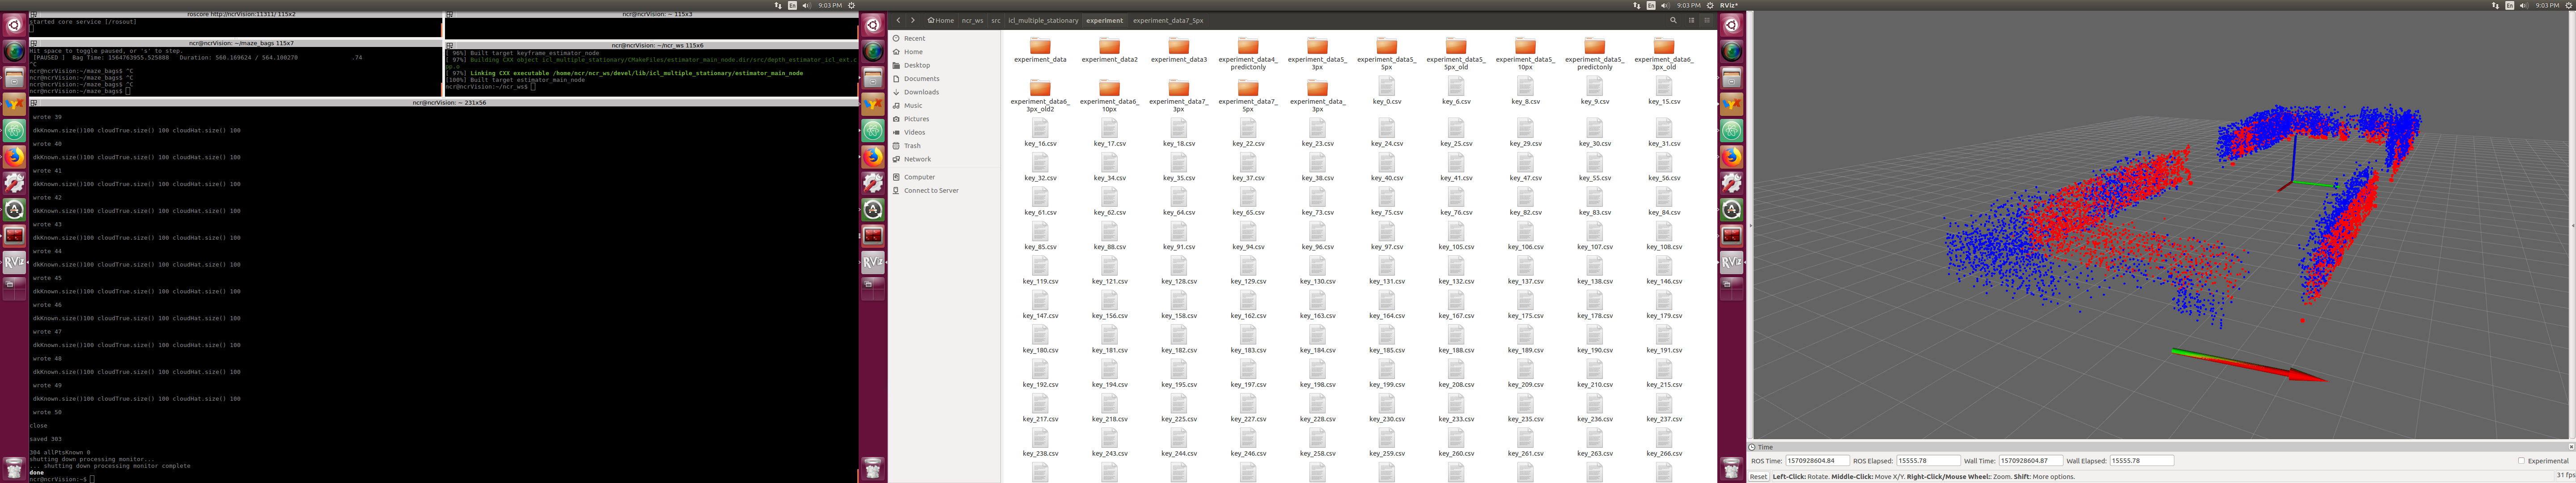 En 9:03 PM
roscore http://ncrVision:11311/ 115x2
started core service [/rosout]
ncr@ncrVision: ~ 115x3
ncr@ncrVision: ~/maze_bags 115x7
Hit space to toggle paused, or 's' to step.
[PAUSED ] Bag Time: 1564763955.525888 Duration: 560.169624 / 564.100270 .74
^C
ncr@ncrVision:~/maze_bags$ ^C
ncr@ncrVision:~/maze_bags$ ^C
ncr@ncrVision:~/maze_bags$ ^C
ncr@ncrVision:~/maze_bags$
ncr@ncrVision: ~/ncr_ws 115x6
[ 96%] Built target keyframe_estimator_node
[ 97%] Building CXX object icl_multiple_stationary/CMakeFiles/estimator_main_node.dir/src/depth_estimator_icl_ext.c
pp.o
[ 97%] Linking CXX executable /home/ncr/ncr_ws/devel/lib/icl_multiple_stationary/estimator_main_node
[100%] Built target estimator_main_node
ncr@ncrVision:~/ncr_ws$
ncr@ncrVision: ~ 231x56
wrote 39
dkKnown.size()100 cloudTrue.size() 100 cloudHat.size() 100
wrote 40
dkKnown.size()100 cloudTrue.size() 100 cloudHat.size() 100
wrote 41
dkKnown.size()100 cloudTrue.size() 100 cloudHat.size() 100
wrote 42
dkKnown.size()100 cloudTrue.size() 100 cloudHat.size() 100
wrote 43
dkKnown.size()100 cloudTrue.size() 100 cloudHat.size() 100
wrote 44
dkKnown.size()100 cloudTrue.size() 100 cloudHat.size() 100
wrote 45
dkKnown.size()100 cloudTrue.size() 100 cloudHat.size() 100
wrote 46
dkKnown.size()100 cloudTrue.size() 100 cloudHat.size() 100
wrote 47
dkKnown.size()100 cloudTrue.size() 100 cloudHat.size() 100
wrote 48
dkKnown.size()100 cloudTrue.size() 100 cloudHat.size() 100
wrote 49
dkKnown.size()100 cloudTrue.size() 100 cloudHat.size() 100
wrote 50
close
saved 303
304 allPtsKnown 0
shutting down processing monitor...
... shutting down processing monitor complete
done
ncr@ncrVision:~$
En 9:03 PM
Home ncr_ws src icl_multiple_stationary experiment experiment_data7_5px
Recent
Home
Desktop
Documents
Downloads
Music
Pictures
Videos
Trash
Network
Computer
Connect to Server
experiment_data experiment_data2 experiment_data3 experiment_data4_predictonly experiment_data5_3px experiment_data5_5px experiment_data5_5px_old experiment_data5_10px experiment_data5_predictonly experiment_data6_3px_old
experiment_data6_3px_old2 experiment_data6_10px experiment_data7_3px experiment_data7_5px experiment_data_3px key_0.csv key_6.csv key_8.csv key_9.csv key_15.csv
key_16.csv key_17.csv key_18.csv key_22.csv key_23.csv key_24.csv key_25.csv key_29.csv key_30.csv key_31.csv
key_32.csv key_34.csv key_35.csv key_37.csv key_38.csv key_40.csv key_41.csv key_47.csv key_55.csv key_56.csv
key_61.csv key_62.csv key_64.csv key_65.csv key_73.csv key_75.csv key_76.csv key_82.csv key_83.csv key_84.csv
key_85.csv key_88.csv key_91.csv key_94.csv key_96.csv key_97.csv key_105.csv key_106.csv key_107.csv key_108.csv
key_119.csv key_121.csv key_128.csv key_129.csv key_130.csv key_131.csv key_132.csv key_137.csv key_138.csv key_146.csv
key_147.csv key_156.csv key_158.csv key_162.csv key_163.csv key_164.csv key_167.csv key_175.csv key_178.csv key_179.csv
key_180.csv key_181.csv key_182.csv key_183.csv key_184.csv key_185.csv key_188.csv key_189.csv key_190.csv key_191.csv
key_192.csv key_194.csv key_195.csv key_197.csv key_198.csv key_199.csv key_208.csv key_209.csv key_210.csv key_215.csv
key_217.csv key_218.csv key_225.csv key_227.csv key_228.csv key_230.csv key_233.csv key_235.csv key_236.csv key_237.csv
key_238.csv key_243.csv key_244.csv key_246.csv key_258.csv key_259.csv key_260.csv key_261.csv key_263.csv key_266.csv
RViz* En 9:03 PM
Time
ROS Time: 1570928604.84 ROS Elapsed: 15555.78 Wall Time: 1570928604.87 Wall Elapsed: 15555.78 Experimental
Reset Left-Click: Rotate. Middle-Click: Move X/Y. Right-Click/Mouse Wheel:: Zoom. Shift: More options. 31 fps